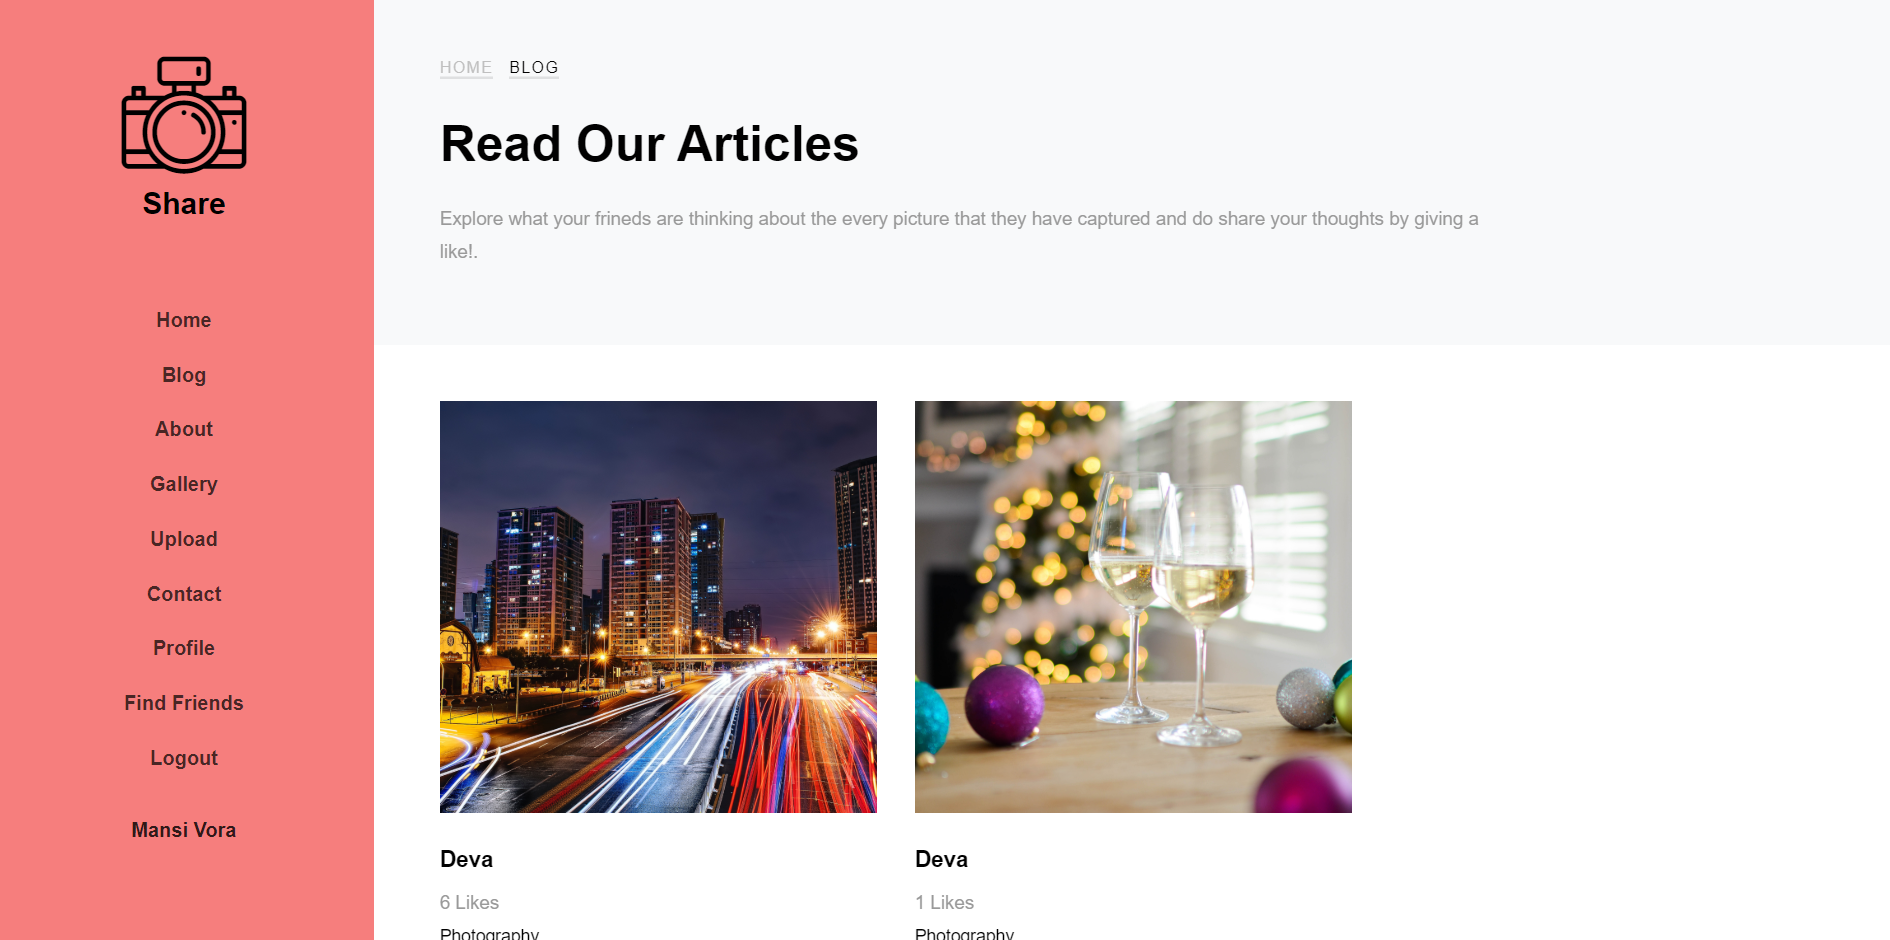 Share
Home
Blog
About
Gallery
Upload
Contact
Profile
Find Friends
Logout
Mansi Vora
HOME BLOG
Read Our Articles
Explore what your frineds are thinking about the every picture that they have captured and do share your thoughts by giving a
like!.
Deva
6 Likes
Photography
Deva
1 Likes
Photography